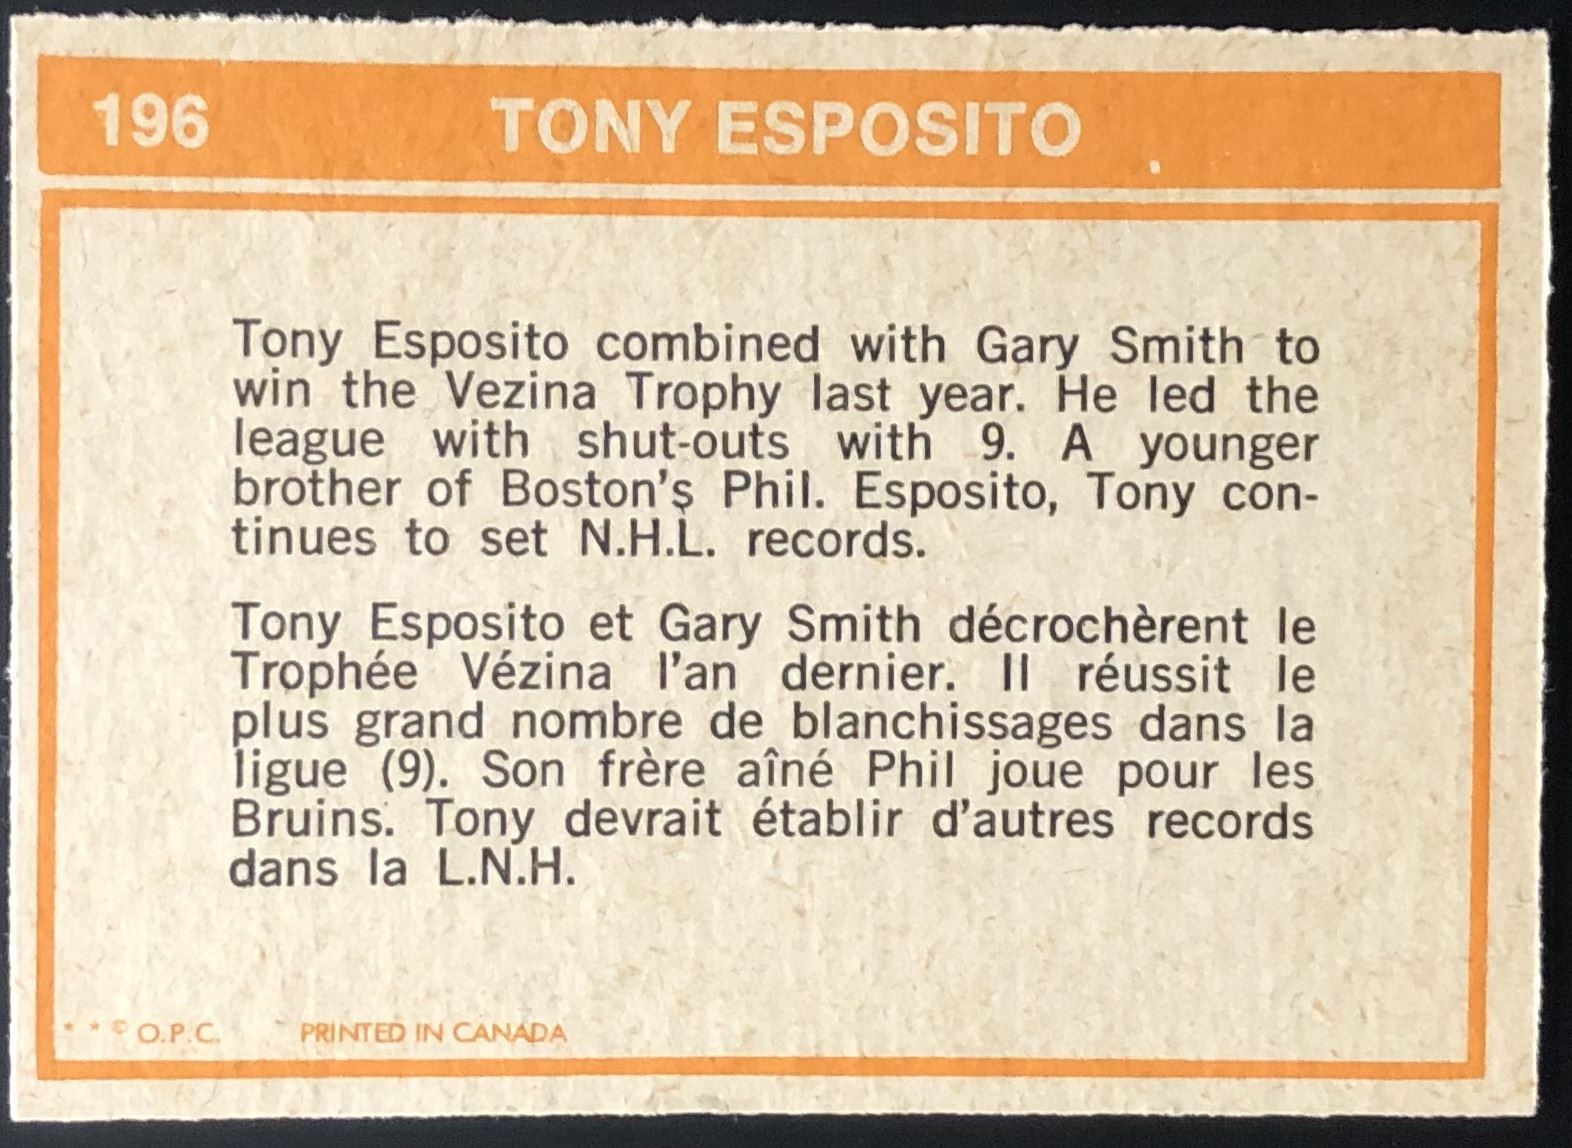 196 TONY ESPOSITO
Tony Esposito combined with Gary Smith to
win the Vezina Trophy last year. He led the
league with shut-outs with 9. A younger
brother of Boston's Phil. Esposito, Tony con-
tinues to set N.H.L. records.
Tony Esposito et Gary Smith décrochèrent le
Trophée Vézina l'an dernier. Il réussit le
plus grand nombre de blanchissages dans la
ligue (9). Son frère aîné Phil joue pour les
Bruins. Tony devrait établir d'autres records
dans la L.N.H.
* * © O.P.C. PRINTED IN CANADA